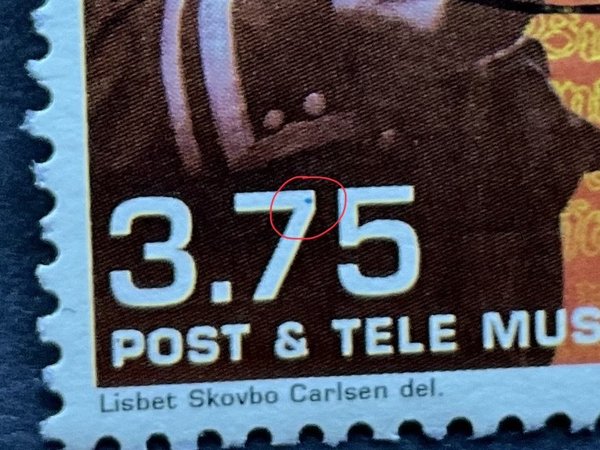 3.75
POST & TELE MUS
Lisbet Skovbo Carlsen del.